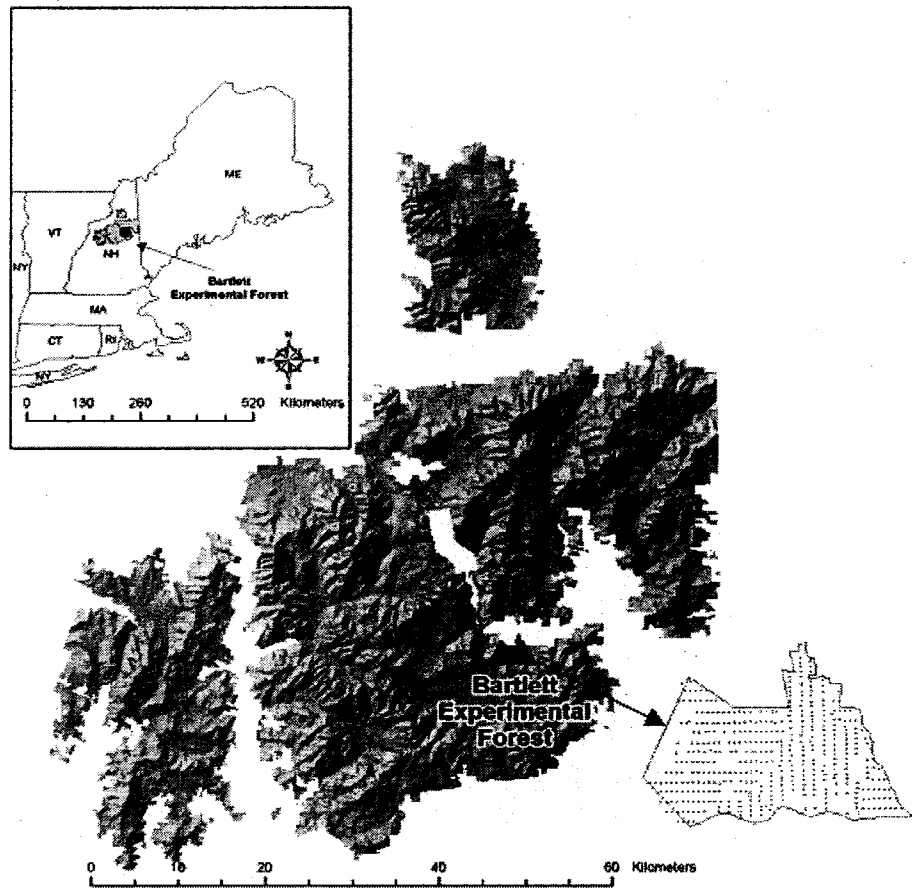 ME
VT
NH
NY
Bartlett
Experimental Forest
MA
CT
RI
NY
N
W
E
S
0 130 260 520 Kilometers
Bartlett
Experimental
Forest
0 10 20 40 60 Kilometers